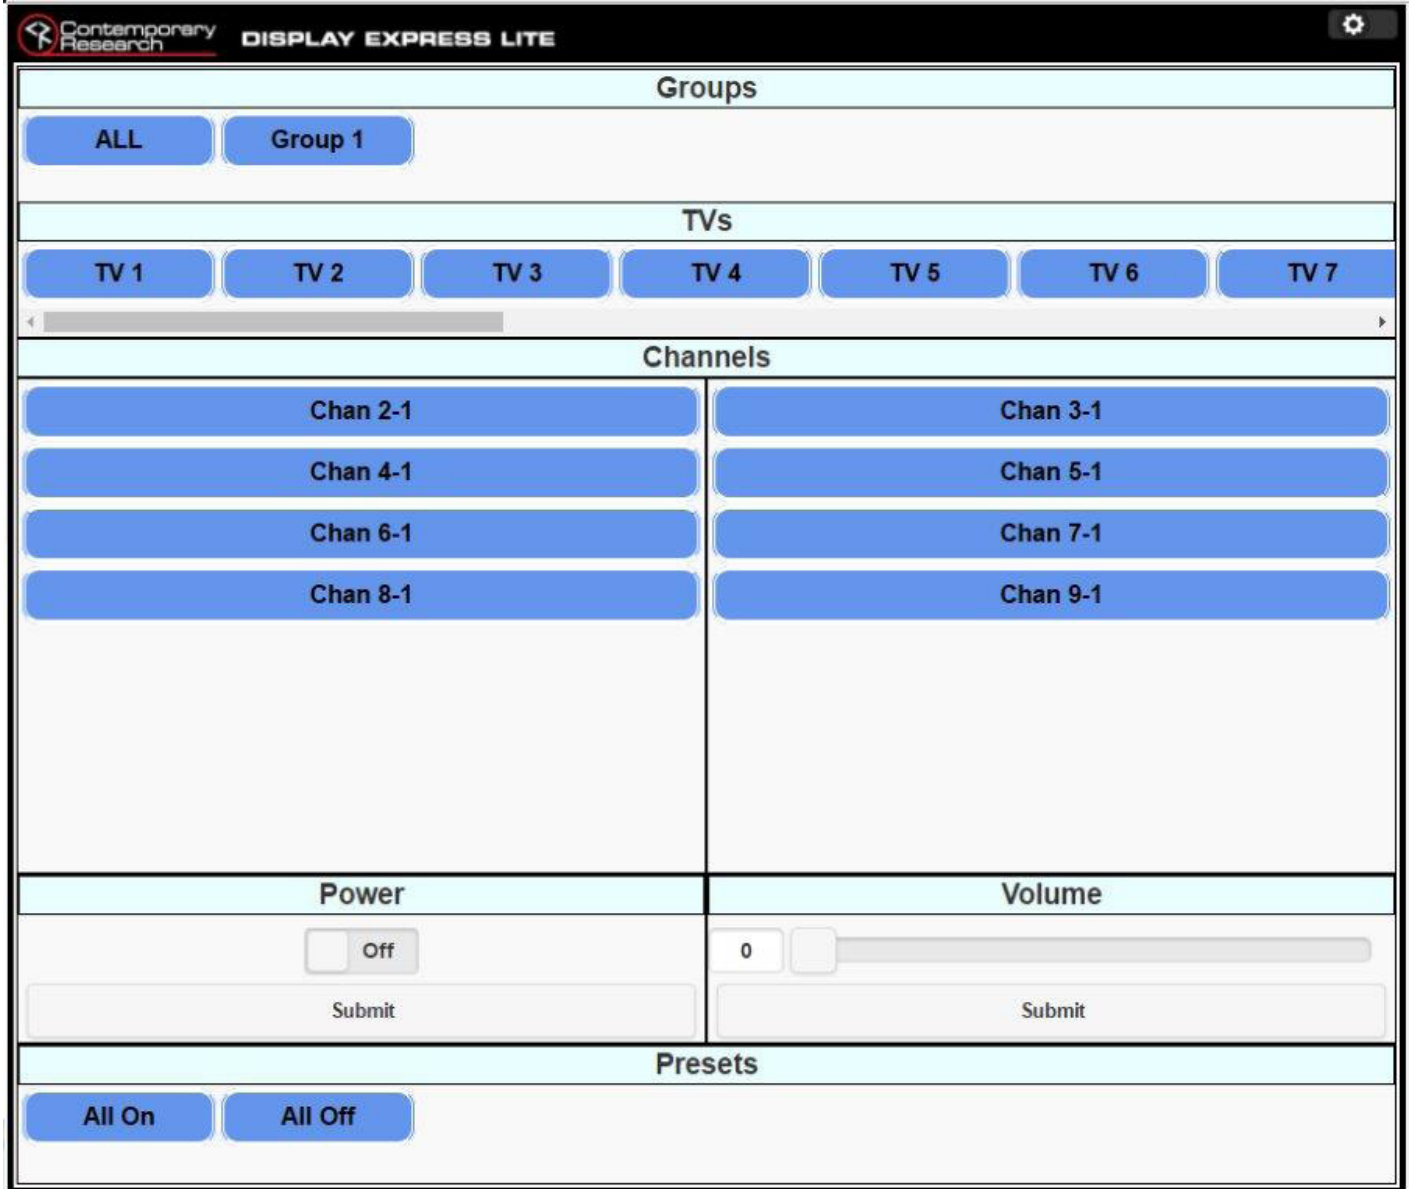 Contemporary
Research
DISPLAY EXPRESS LITE
Groups
ALL Group 1
TVs
TV 1 TV 2 TV 3 TV 4 TV 5 TV 6 TV 7
Channels
Chan 2-1 Chan 3-1
Chan 4-1 Chan 5-1
Chan 6-1 Chan 7-1
Chan 8-1 Chan 9-1
Power Volume
Off 0
Submit Submit
Presets
All On All Off